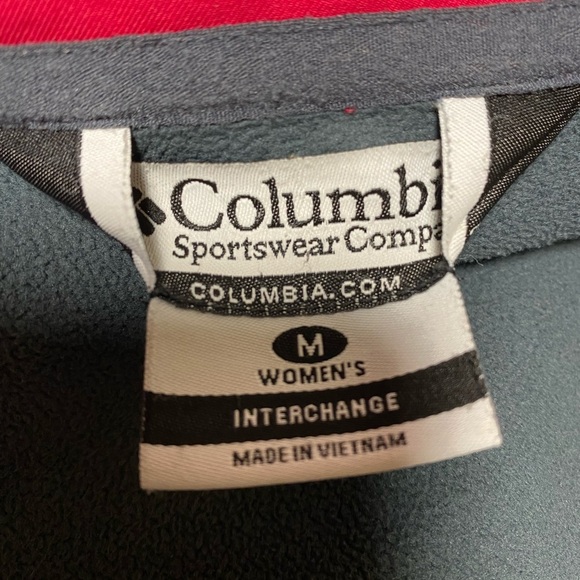 Columbi
Sportswear Compa
COLUMBIA.COM
M
WOMEN'S
INTERCHANGE
MADE IN VIETNAM